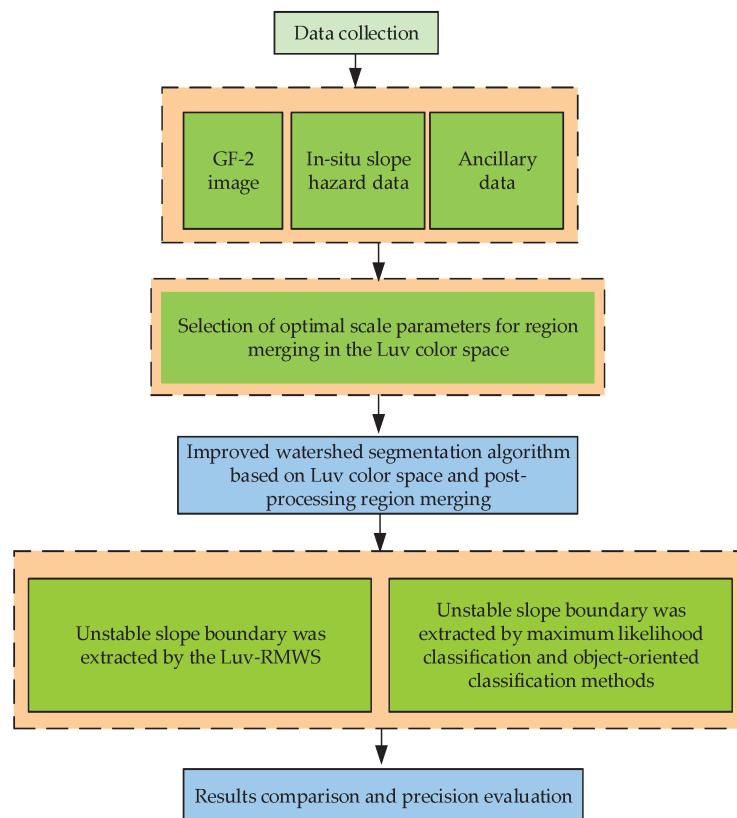 Data collection
GF-2
image
In-situ slope
hazard data
Ancillary
data
Selection of optimal scale parameters for region
merging in the Luv color space
Improved watershed segmentation algorithm
based on Luv color space and post-
processing region merging
Unstable slope boundary was
extracted by the Luv-RMWS
Unstable slope boundary was
extracted by maximum likelihood
classification and object-oriented
classification methods
Results comparison and precision evaluation